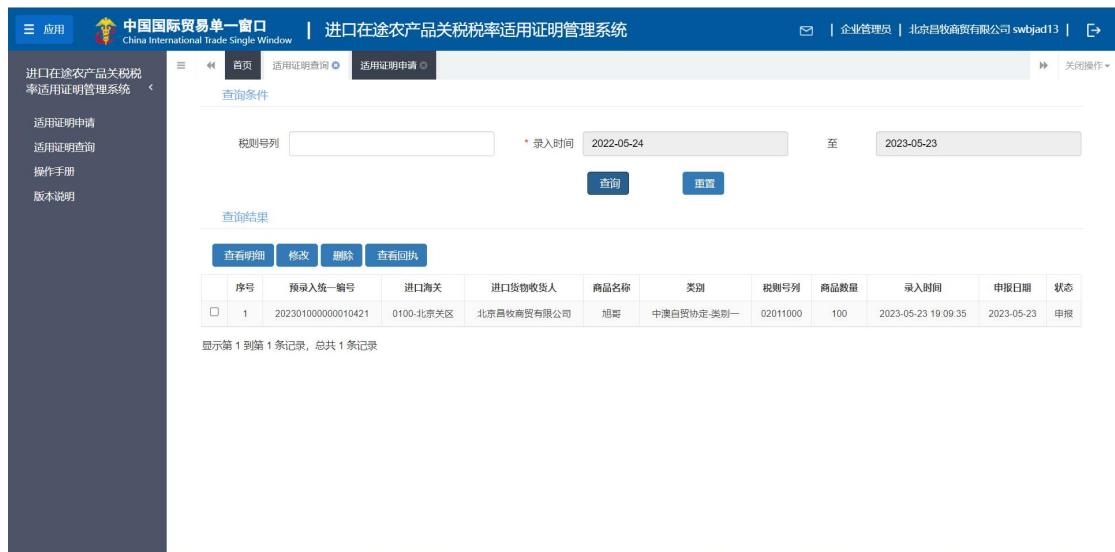 应用
中国国际贸易单一窗口
China International Trade Single Window
进口在途农产品关税税率适用证明管理系统
企业管理员
北京昌牧商贸有限公司 swbjad13
进口在途农产品关税税
率适用证明管理系统
适用证明申请
适用证明查询
操作手册
版本说明
首页
适用证明查询
适用证明申请
关闭操作
查询条件
税则号列
* 录入时间 2022-05-24 至 2023-05-23
查询 重置
查询结果
查看明细 修改 删除 查看回执
序号 预录入统一编号 进口海关 进口货物收货人 商品名称 类别 税则号列 商品数量 录入时间 申报日期 状态
1 202301000000010421 0100-北京关区 北京昌牧商贸有限公司 旭哥 中澳自贸协定-类别一 02011000 100 2023-05-23 19:09:35 2023-05-23 申报
显示第 1 到第 1 条记录，总共 1 条记录